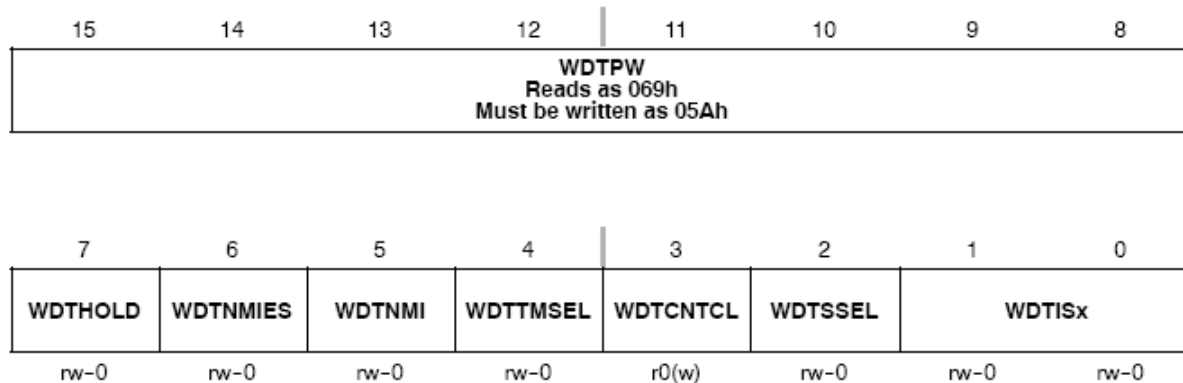 15 14 13 12 11 10 9 8
WDTPW
Reads as 069h
Must be written as 05Ah
7 6 5 4 3 2 1 0
WDTHOLD WDTNMIES WDTNMI WDTTMSEL WDTCNTCL WDTSSEL WDTISx
rw−0 rw−0 rw−0 rw−0 r0(w) rw−0 rw−0 rw−0